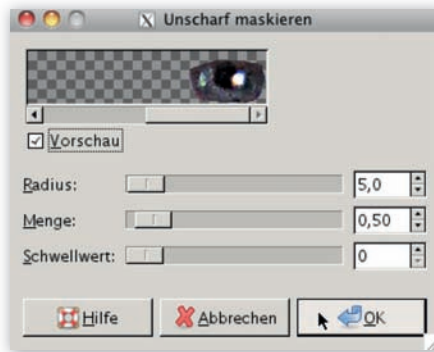 Unscharf maskieren
Vorschau
Radius: 5,0
Menge: 0,50
Schwellwert: 0
Hilfe Abbrechen OK